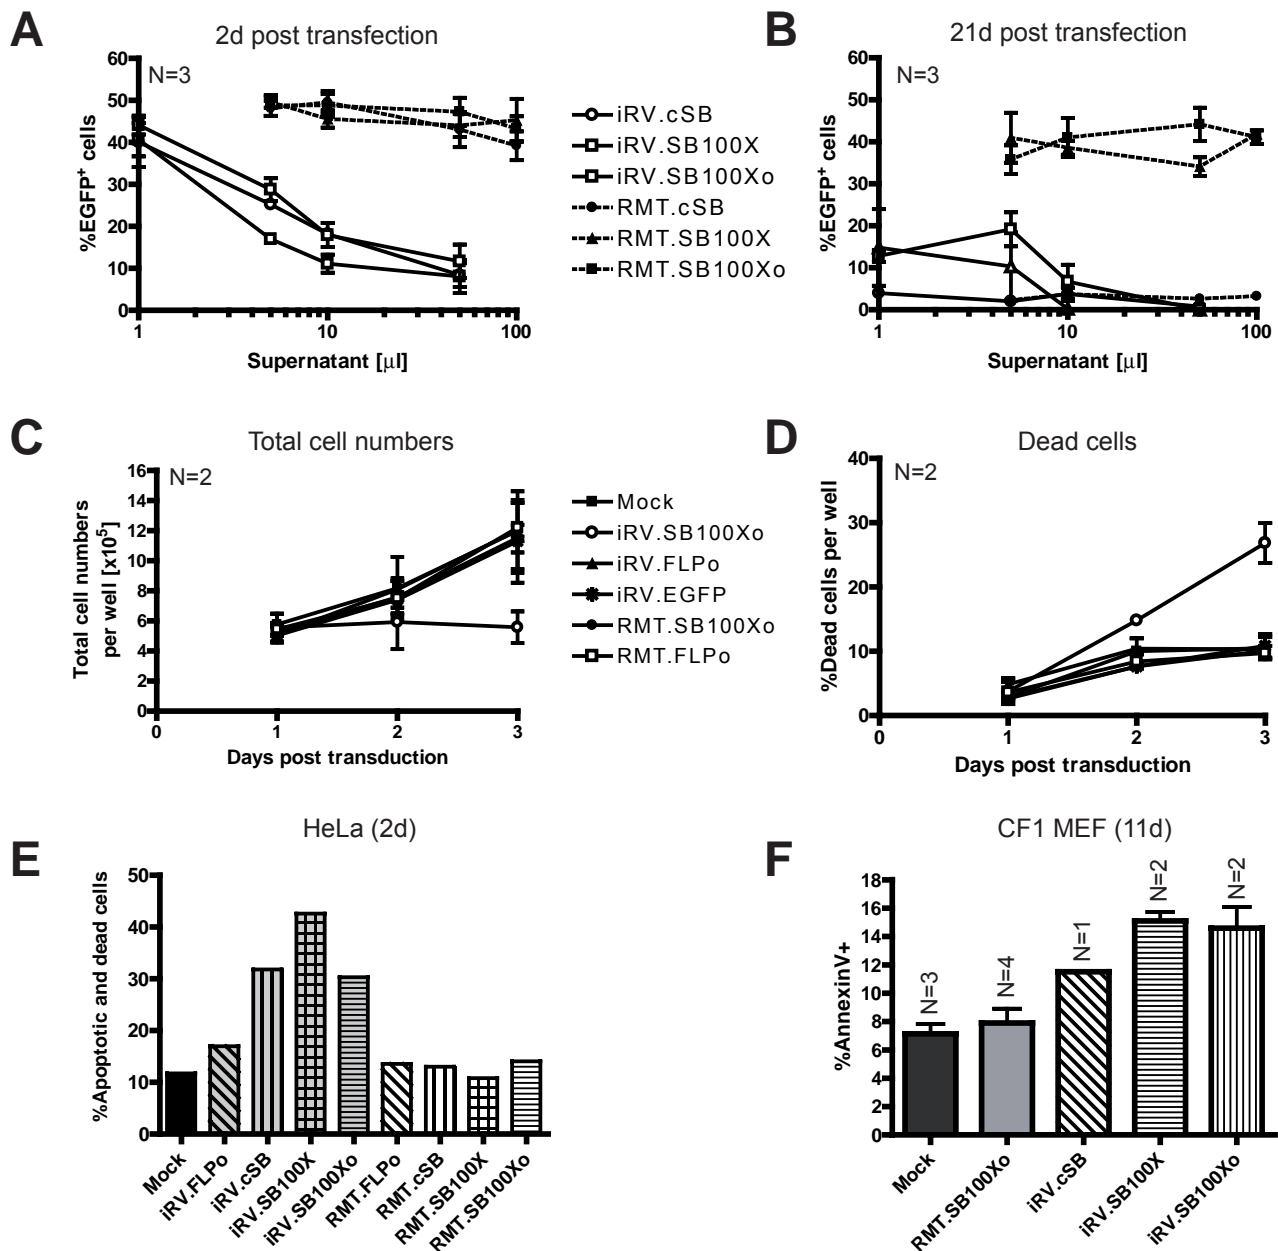 A
2d post transfection
N=3
%EGFP+ cells
60
50
40
30
20
10
0
1
10
100
Supernatant [µl]
iRV.cSB
iRV.SB100X
iRV.SB100Xo
RMT.cSB
RMT.SB100X
RMT.SB100Xo
B
21d post transfection
N=3
%EGFP+ cells
60
50
40
30
20
10
0
1
10
100
Supernatant [µl]
C
Total cell numbers
N=2
Total cell numbers
per well [x10⁵]
16
14
12
10
8
6
4
2
0
0
1
2
3
Days post transduction
Mock
iRV.SB100Xo
iRV.FLPo
iRV.EGFP
RMT.SB100Xo
RMT.FLPo
D
Dead cells
N=2
%Dead cells per well
40
30
20
10
0
0
1
2
3
Days post transduction
E
HeLa (2d)
%Apoptotic and dead cells
50
40
30
20
10
0
Mock
iRV.FLPo
iRV.cSB
iRV.SB100X
iRV.SB100Xo
RMT.FLPo
RMT.cSB
RMT.SB100X
RMT.SB100Xo
F
CF1 MEF (11d)
%AnnexinV+
18
16
14
12
10
8
6
4
2
0
N=3
N=4
N=1
N=2
N=2
Mock
RMT.SB100Xo
iRV.cSB
iRV.SB100X
iRV.SB100Xo